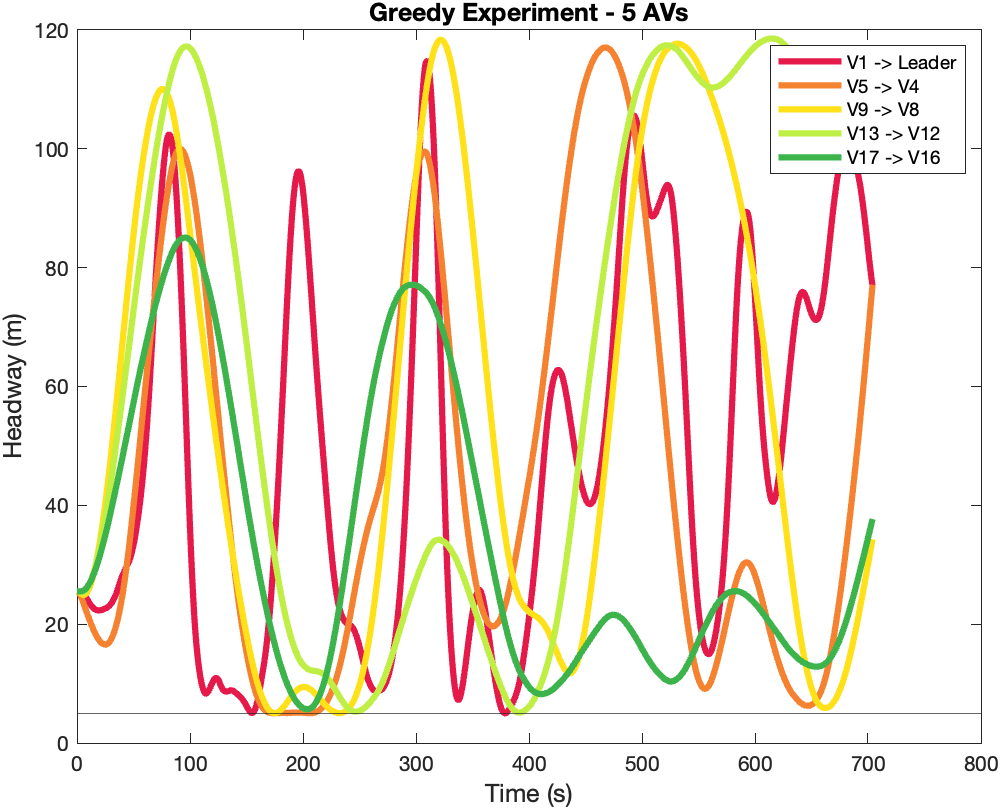 Greedy Experiment - 5 AVs
Headway (m)
120
100
80
60
40
20
0
V1 -> Leader
V5 -> V4
V9 -> V8
V13 -> V12
V17 -> V16
0 100 200 300 400 500 600 700 800
Time (s)